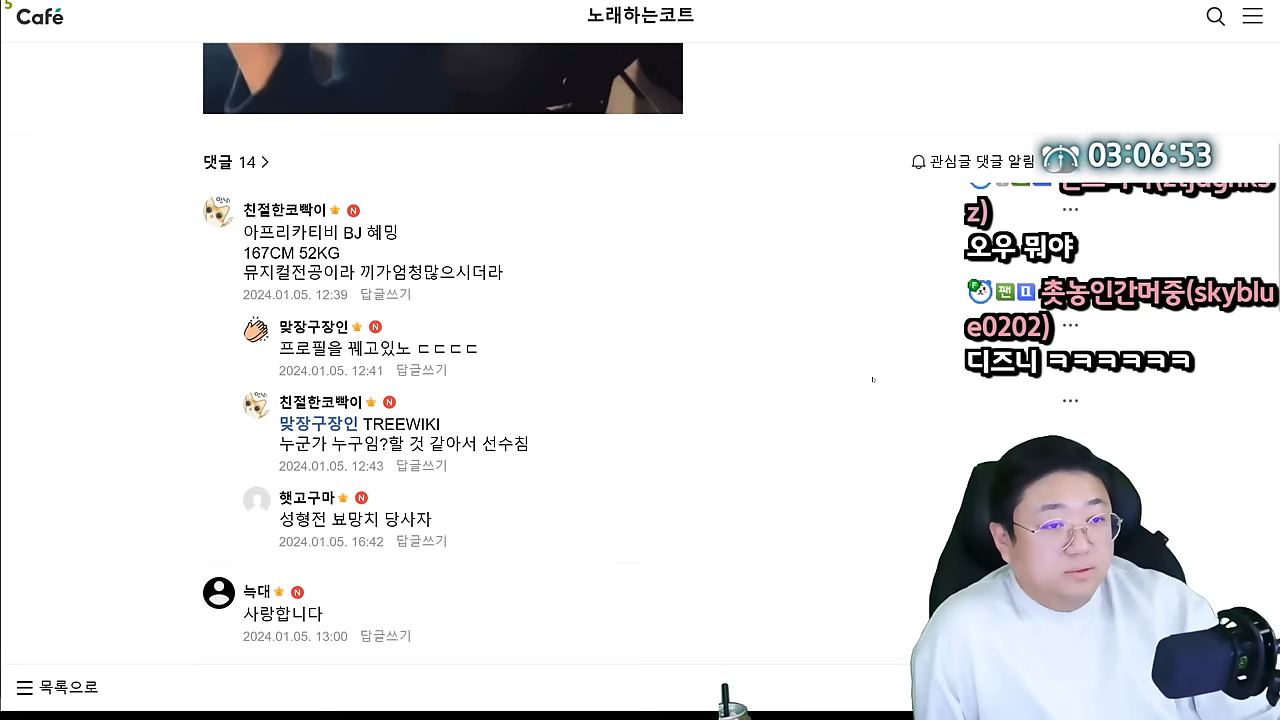 5
Café
노래하는코트
댓글 14
관심글 댓글 알림
03:06:53
친절한코빡이
아프리카티비 BJ 혜밍
167CM 52KG
뮤지컬전공이라 끼가엄청많으시더라
2024.01.05. 12:39 답글쓰기
맞장구장인
프로필을 꿰고있노 ㄷㄷㄷㄷ
2024.01.05. 12:41 답글쓰기
친절한코빡이
맞장구장인 TREEWIKI
누군가 누구임?할 것 같아서 선수침
2024.01.05. 12:43 답글쓰기
햇고구마
성형전 뵤망치 당사자
2024.01.05. 16:42 답글쓰기
늑대
사랑합니다
2024.01.05. 13:00 답글쓰기
목록으로
z)
오우 뭐야
팬 촛농인간머중(skyblu
e0202)
디즈니 ㅋㅋㅋㅋㅋㅋ